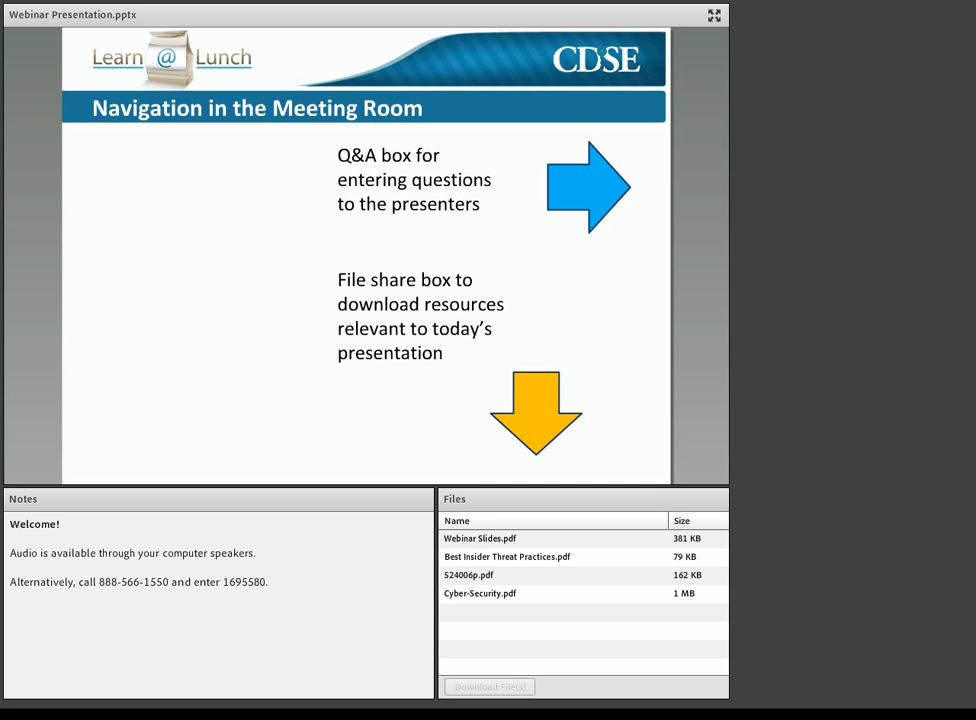 Webinar Presentation.pptx
Learn @ Lunch
CDSE
Navigation in the Meeting Room
Q&A box for
entering questions
to the presenters
File share box to
download resources
relevant to today's
presentation
Notes
Welcome!
Audio is available through your computer speakers.
Alternatively, call 888-566-1550 and enter 1695580.
Files
Name Size
Webinar Slides.pdf 381 KB
Best Insider Threat Practices.pdf 79 KB
524006p.pdf 162 KB
Cyber-Security.pdf 1 MB
Download File(s)